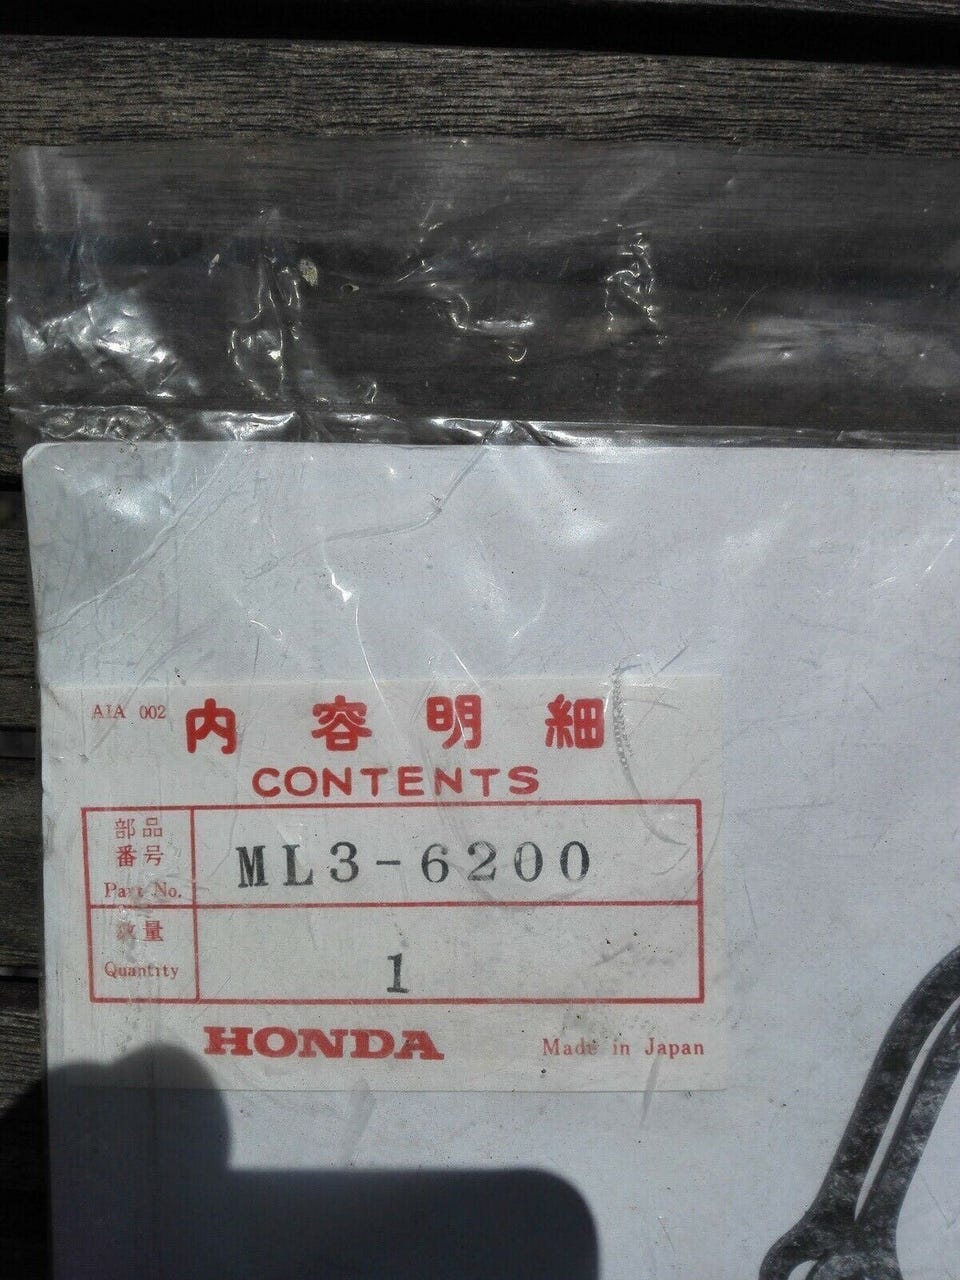 AIA 002
内容明細
CONTENTS
部品
番号
Part No.
ML3-6200
数量
Quantity
1
HONDA
Made in Japan